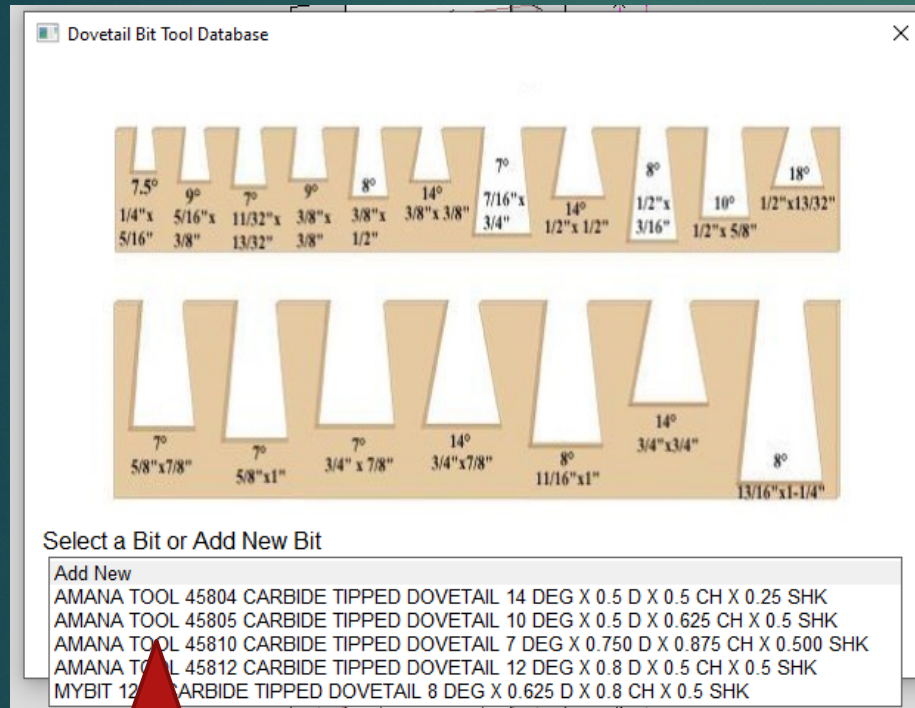 Dovetail Bit Tool Database
7.5°
1/4"x
5/16"
9°
5/16"x
3/8"
7°
11/32"x
13/32"
9°
3/8"x
3/8"
8°
3/8"x
1/2"
14°
3/8"x 3/8"
7°
7/16"x
3/4"
14°
1/2"x 1/2"
8°
1/2"x
3/16"
10°
1/2"x 5/8"
18°
1/2"x13/32"
7°
5/8"x7/8"
7°
5/8"x1"
7°
3/4" x 7/8"
14°
3/4"x7/8"
8°
11/16"x1"
14°
3/4"x3/4"
8°
13/16"x1-1/4"
Select a Bit or Add New Bit
Add New
AMANA TOOL 45804 CARBIDE TIPPED DOVETAIL 14 DEG X 0.5 D X 0.5 CH X 0.25 SHK
AMANA TOOL 45805 CARBIDE TIPPED DOVETAIL 10 DEG X 0.5 D X 0.625 CH X 0.5 SHK
AMANA TOOL 45810 CARBIDE TIPPED DOVETAIL 7 DEG X 0.750 D X 0.875 CH X 0.500 SHK
AMANA TOOL 45812 CARBIDE TIPPED DOVETAIL 12 DEG X 0.8 D X 0.5 CH X 0.5 SHK
MYBIT CARBIDE TIPPED DOVETAIL 8 DEG X 0.625 D X 0.8 CH X 0.5 SHK